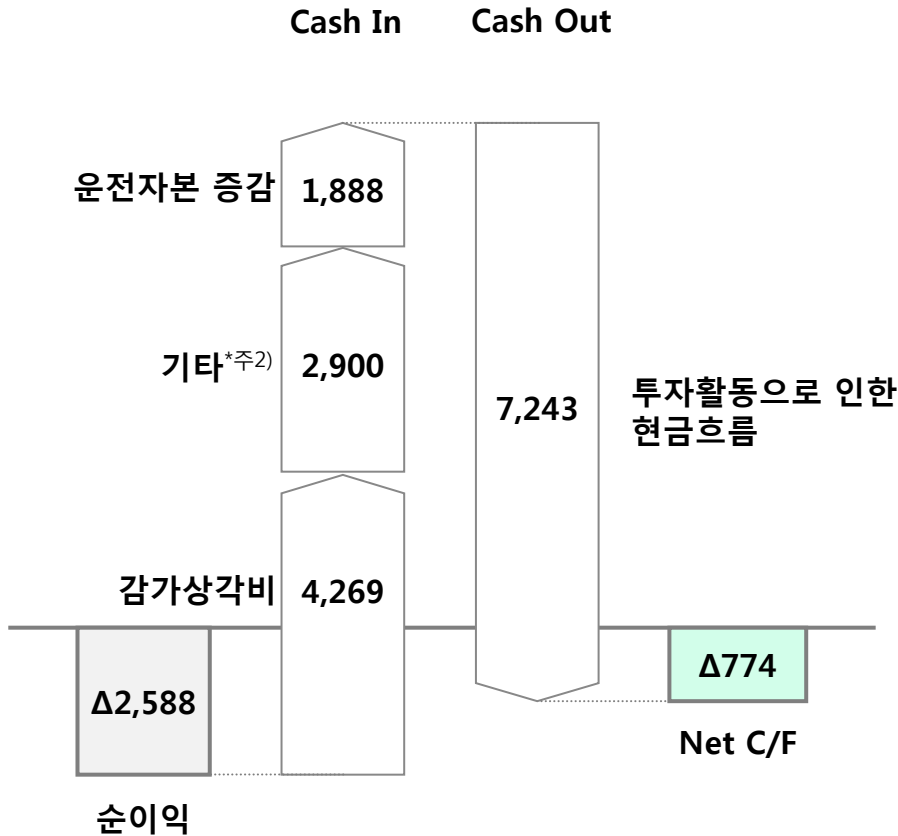 Cash In
Cash Out
운전자본 증감
1,888
기타*주2)
2,900
7,243
투자활동으로 인한
현금흐름
감가상각비
4,269
Δ2,588
Δ774
Net C/F
순이익